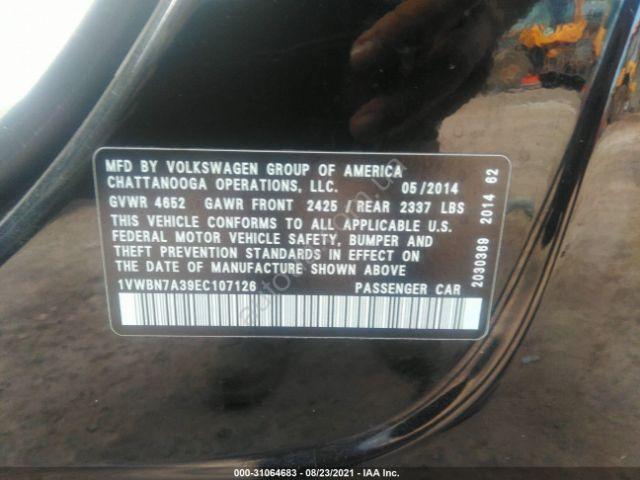 MFD BY VOLKSWAGEN GROUP OF AMERICA
CHATTANOOGA OPERATIONS, LLC. 05/2014
GVWR 4652 GAWR FRONT 2425 / REAR 2337 LBS
THIS VEHICLE CONFORMS TO ALL APPLICABLE U.S.
FEDERAL MOTOR VEHICLE SAFETY, BUMPER AND
THEFT PREVENTION STANDARDS IN EFFECT ON
THE DATE OF MANUFACTURE SHOWN ABOVE
1VWBN7A39EC107126 PASSENGER CAR
2030369 2014 62
000-31064683 - 08/23/2021 - IAA Inc.